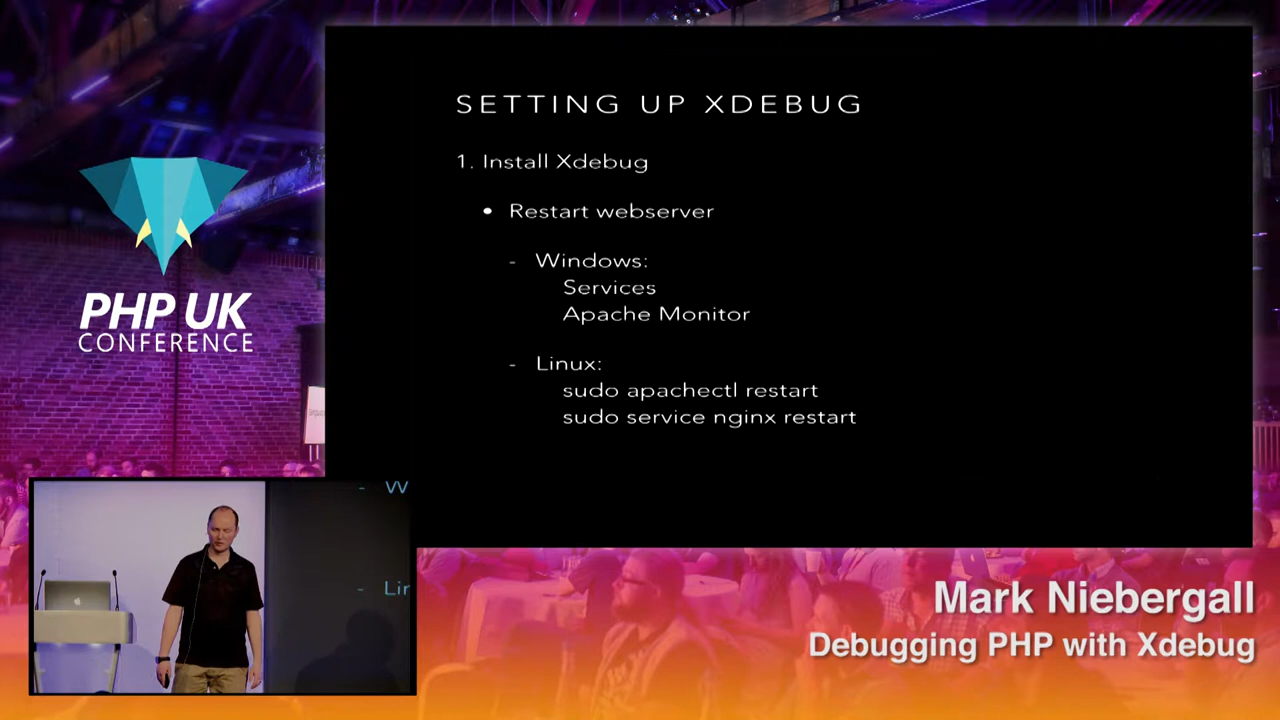 SETTING UP XDEBUG
1. Install Xdebug
• Restart webserver
- Windows:
Services
Apache Monitor
- Linux:
sudo apachectl restart
sudo service nginx restart
PHP UK
CONFERENCE
- W
- Lin
Mark Niebergall
Debugging PHP with Xdebug